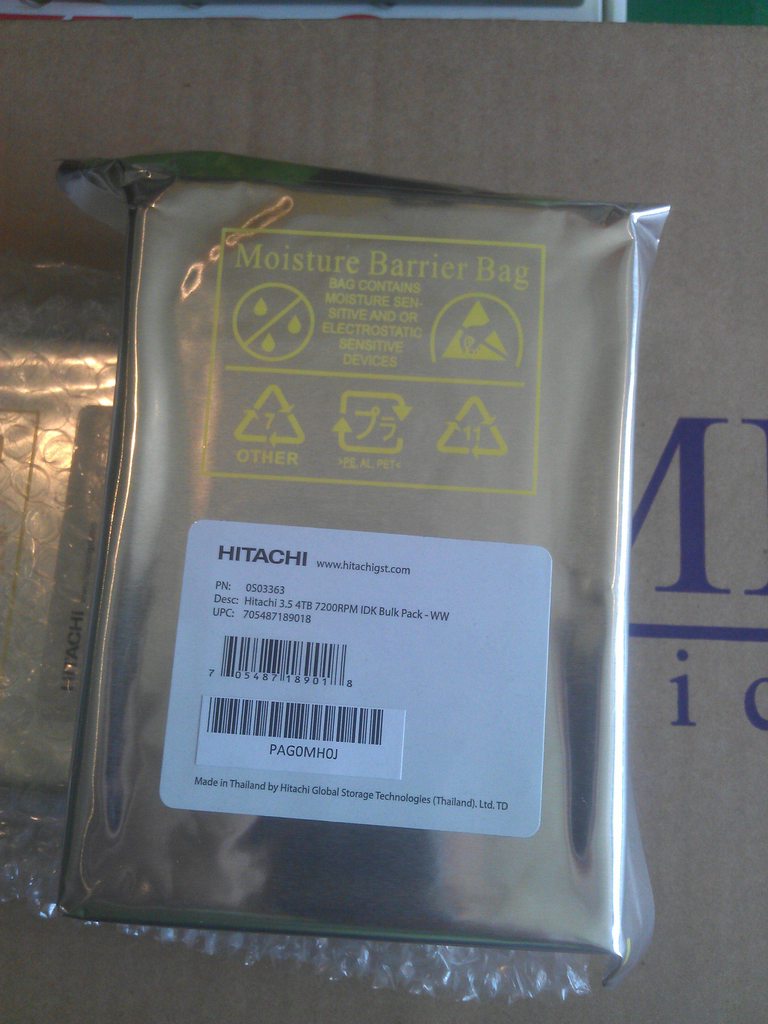 Moisture Barrier Bag
BAG CONTAINS
MOISTURE SEN-
SITIVE AND OR
ELECTROSTATIC
SENSITIVE
DEVICES
7
プラ
11
OTHER
>PE, AL, PET<
HITACHI www.hitachigst.com
PN: 0S03363
Desc: Hitachi 3.5 4TB 7200RPM IDK Bulk Pack - WW
UPC: 705487189018
7 05487 18901 8
PAG0MH0J
Made in Thailand by Hitachi Global Storage Technologies (Thailand). Ltd. TD
HITACHI
ic